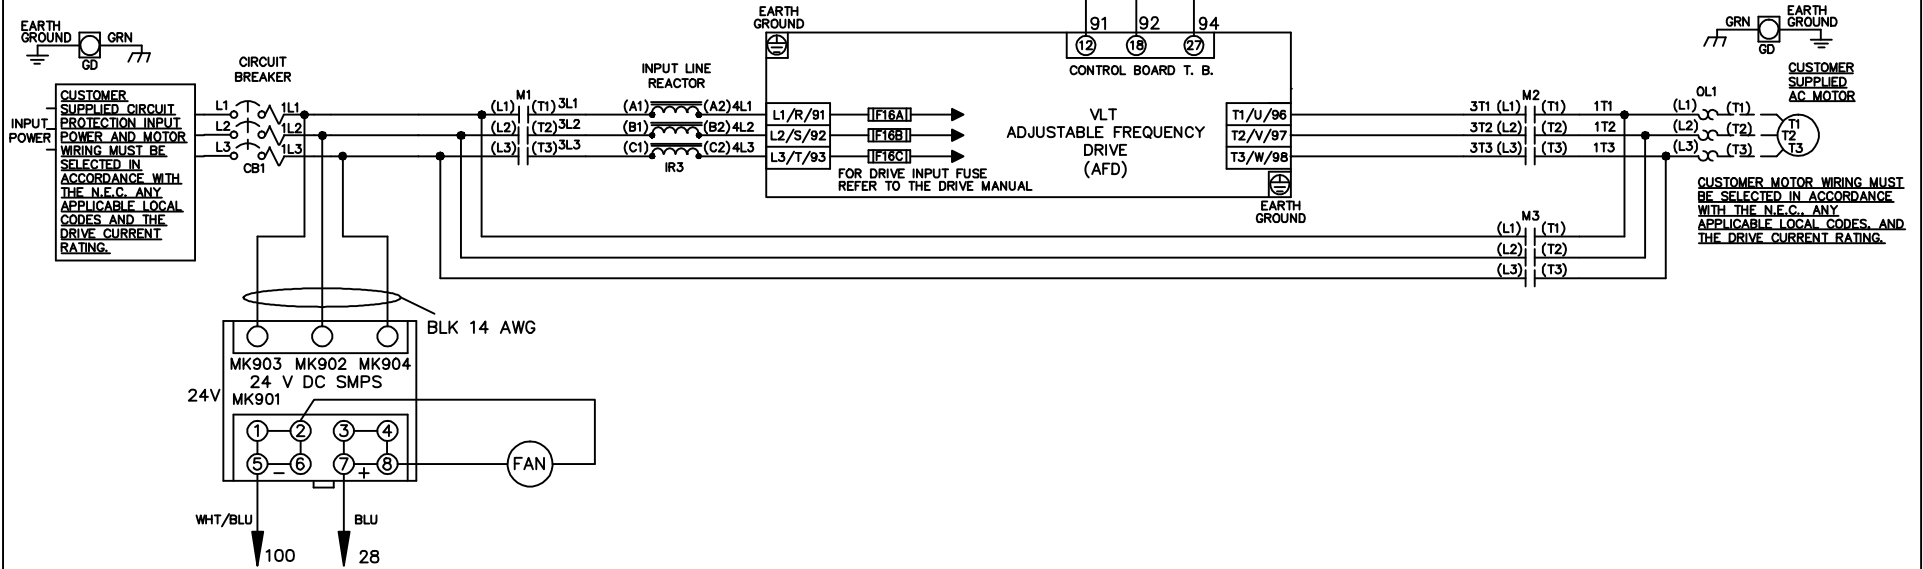 EARTH
GROUND
GRN
GD
CUSTOMER
SUPPLIED CIRCUIT
PROTECTION INPUT
POWER AND MOTOR
WIRING MUST BE
SELECTED IN
ACCORDANCE WITH
THE N.E.C. ANY
APPLICABLE LOCAL
CODES AND THE
DRIVE CURRENT
RATING.
INPUT
POWER
CIRCUIT
BREAKER
L1 1L1
L2 1L2
L3 1L3
CB1
M1
(L1) (T1) 3L1
(L2) (T2) 3L2
(L3) (T3) 3L3
INPUT LINE
REACTOR
(A1) (A2) 4L1
(B1) (B2) 4L2
(C1) (C2) 4L3
IR3
EARTH
GROUND
91 92 94
12 18 27
CONTROL BOARD T. B.
L1/R/91
L2/S/92
L3/T/93
F16A
F16B
F16C
FOR DRIVE INPUT FUSE
REFER TO THE DRIVE MANUAL
VLT
ADJUSTABLE FREQUENCY
DRIVE
(AFD)
T1/U/96
T2/V/97
T3/W/98
EARTH
GROUND
M2
3T1 (L1) (T1) 1T1
3T2 (L2) (T2) 1T2
3T3 (L3) (T3) 1T3
M3
(L1) (T1)
(L2) (T2)
(L3) (T3)
OL1
(L1) (T1)
(L2) (T2)
(L3) (T3)
T1
T2
T3
GRN
GD
EARTH
GROUND
CUSTOMER
SUPPLIED
AC MOTOR
CUSTOMER MOTOR WIRING MUST
BE SELECTED IN ACCORDANCE
WITH THE N.E.C., ANY
APPLICABLE LOCAL CODES, AND
THE DRIVE CURRENT RATING.
BLK 14 AWG
MK903 MK902 MK904
24 V DC SMPS
24V
MK901
1 2 3 4
5 - 6 7 + 8
FAN
WHT/BLU
BLU
100
28